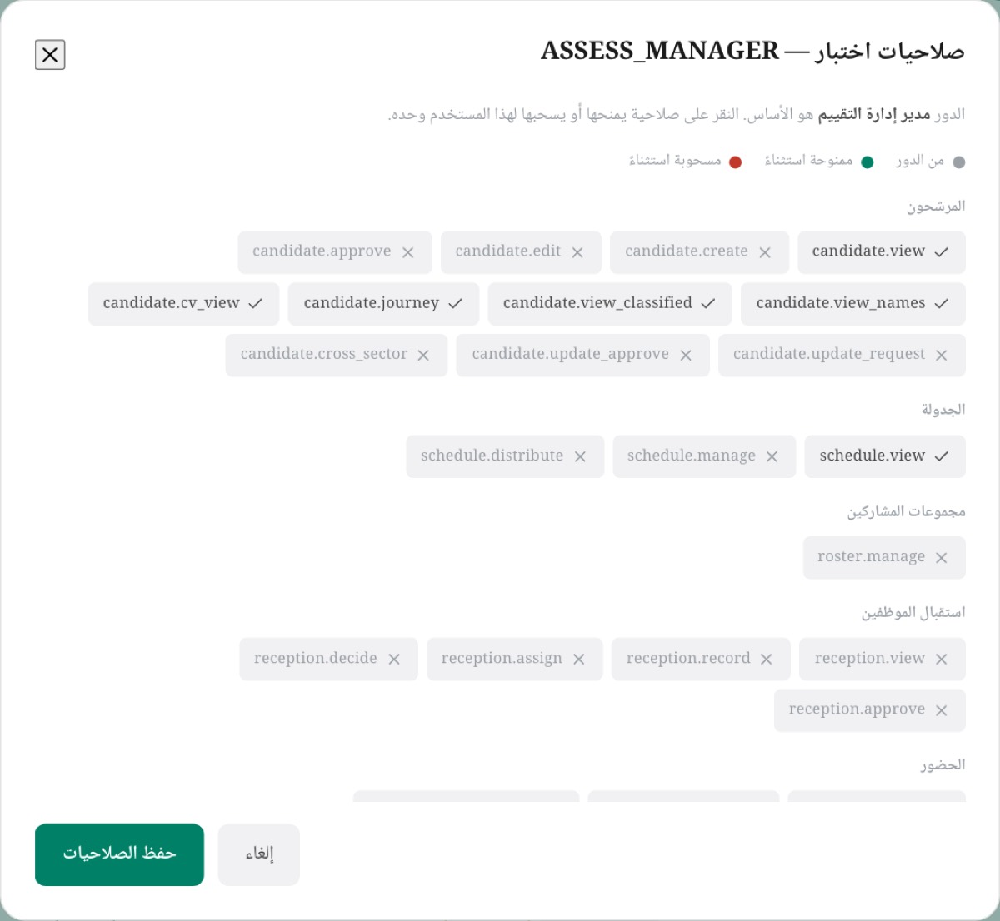 صلاحيات اختبار — ASSESS_MANAGER
الدور مدير إدارة التقييم هو الأساس. النقر على صلاحية يمنحها أو يسحبها لهذا المستخدم وحده.
من الدور ممنوحة استثناءً مسحوبة استثناءً
المرشحون
candidate.view candidate.create candidate.edit candidate.approve
candidate.view_names candidate.view_classified candidate.journey candidate.cv_view
candidate.update_request candidate.update_approve candidate.cross_sector
الجدولة
schedule.view schedule.manage schedule.distribute
مجموعات المشاركين
roster.manage
استقبال الموظفين
reception.view reception.record reception.assign reception.decide
reception.approve
الحضور
إلغاء حفظ الصلاحيات